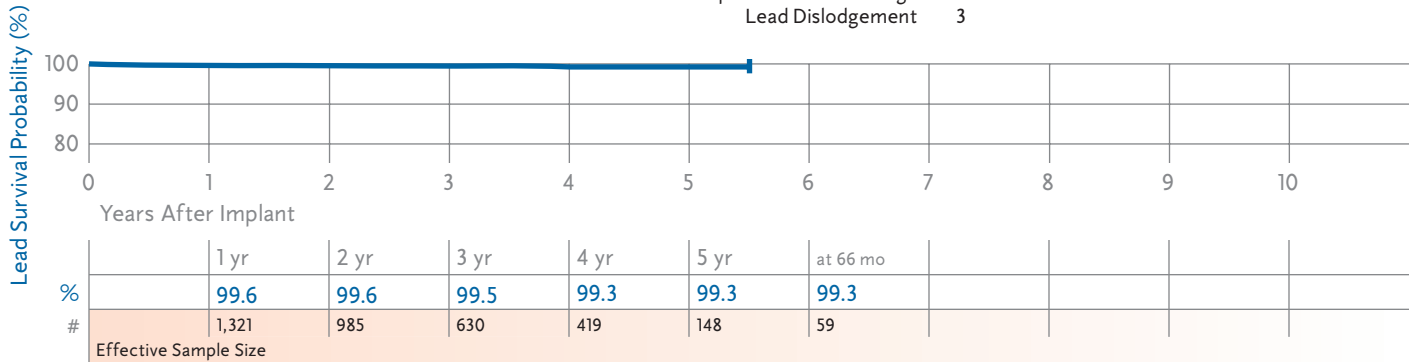 Lead Dislodgement 3
Lead Survival Probability (%)
100
90
80
0 1 2 3 4 5 6 7 8 9 10
Years After Implant
1 yr 2 yr 3 yr 4 yr 5 yr at 66 mo
% 99.6 99.6 99.5 99.3 99.3 99.3
# 1,321 985 630 419 148 59
Effective Sample Size